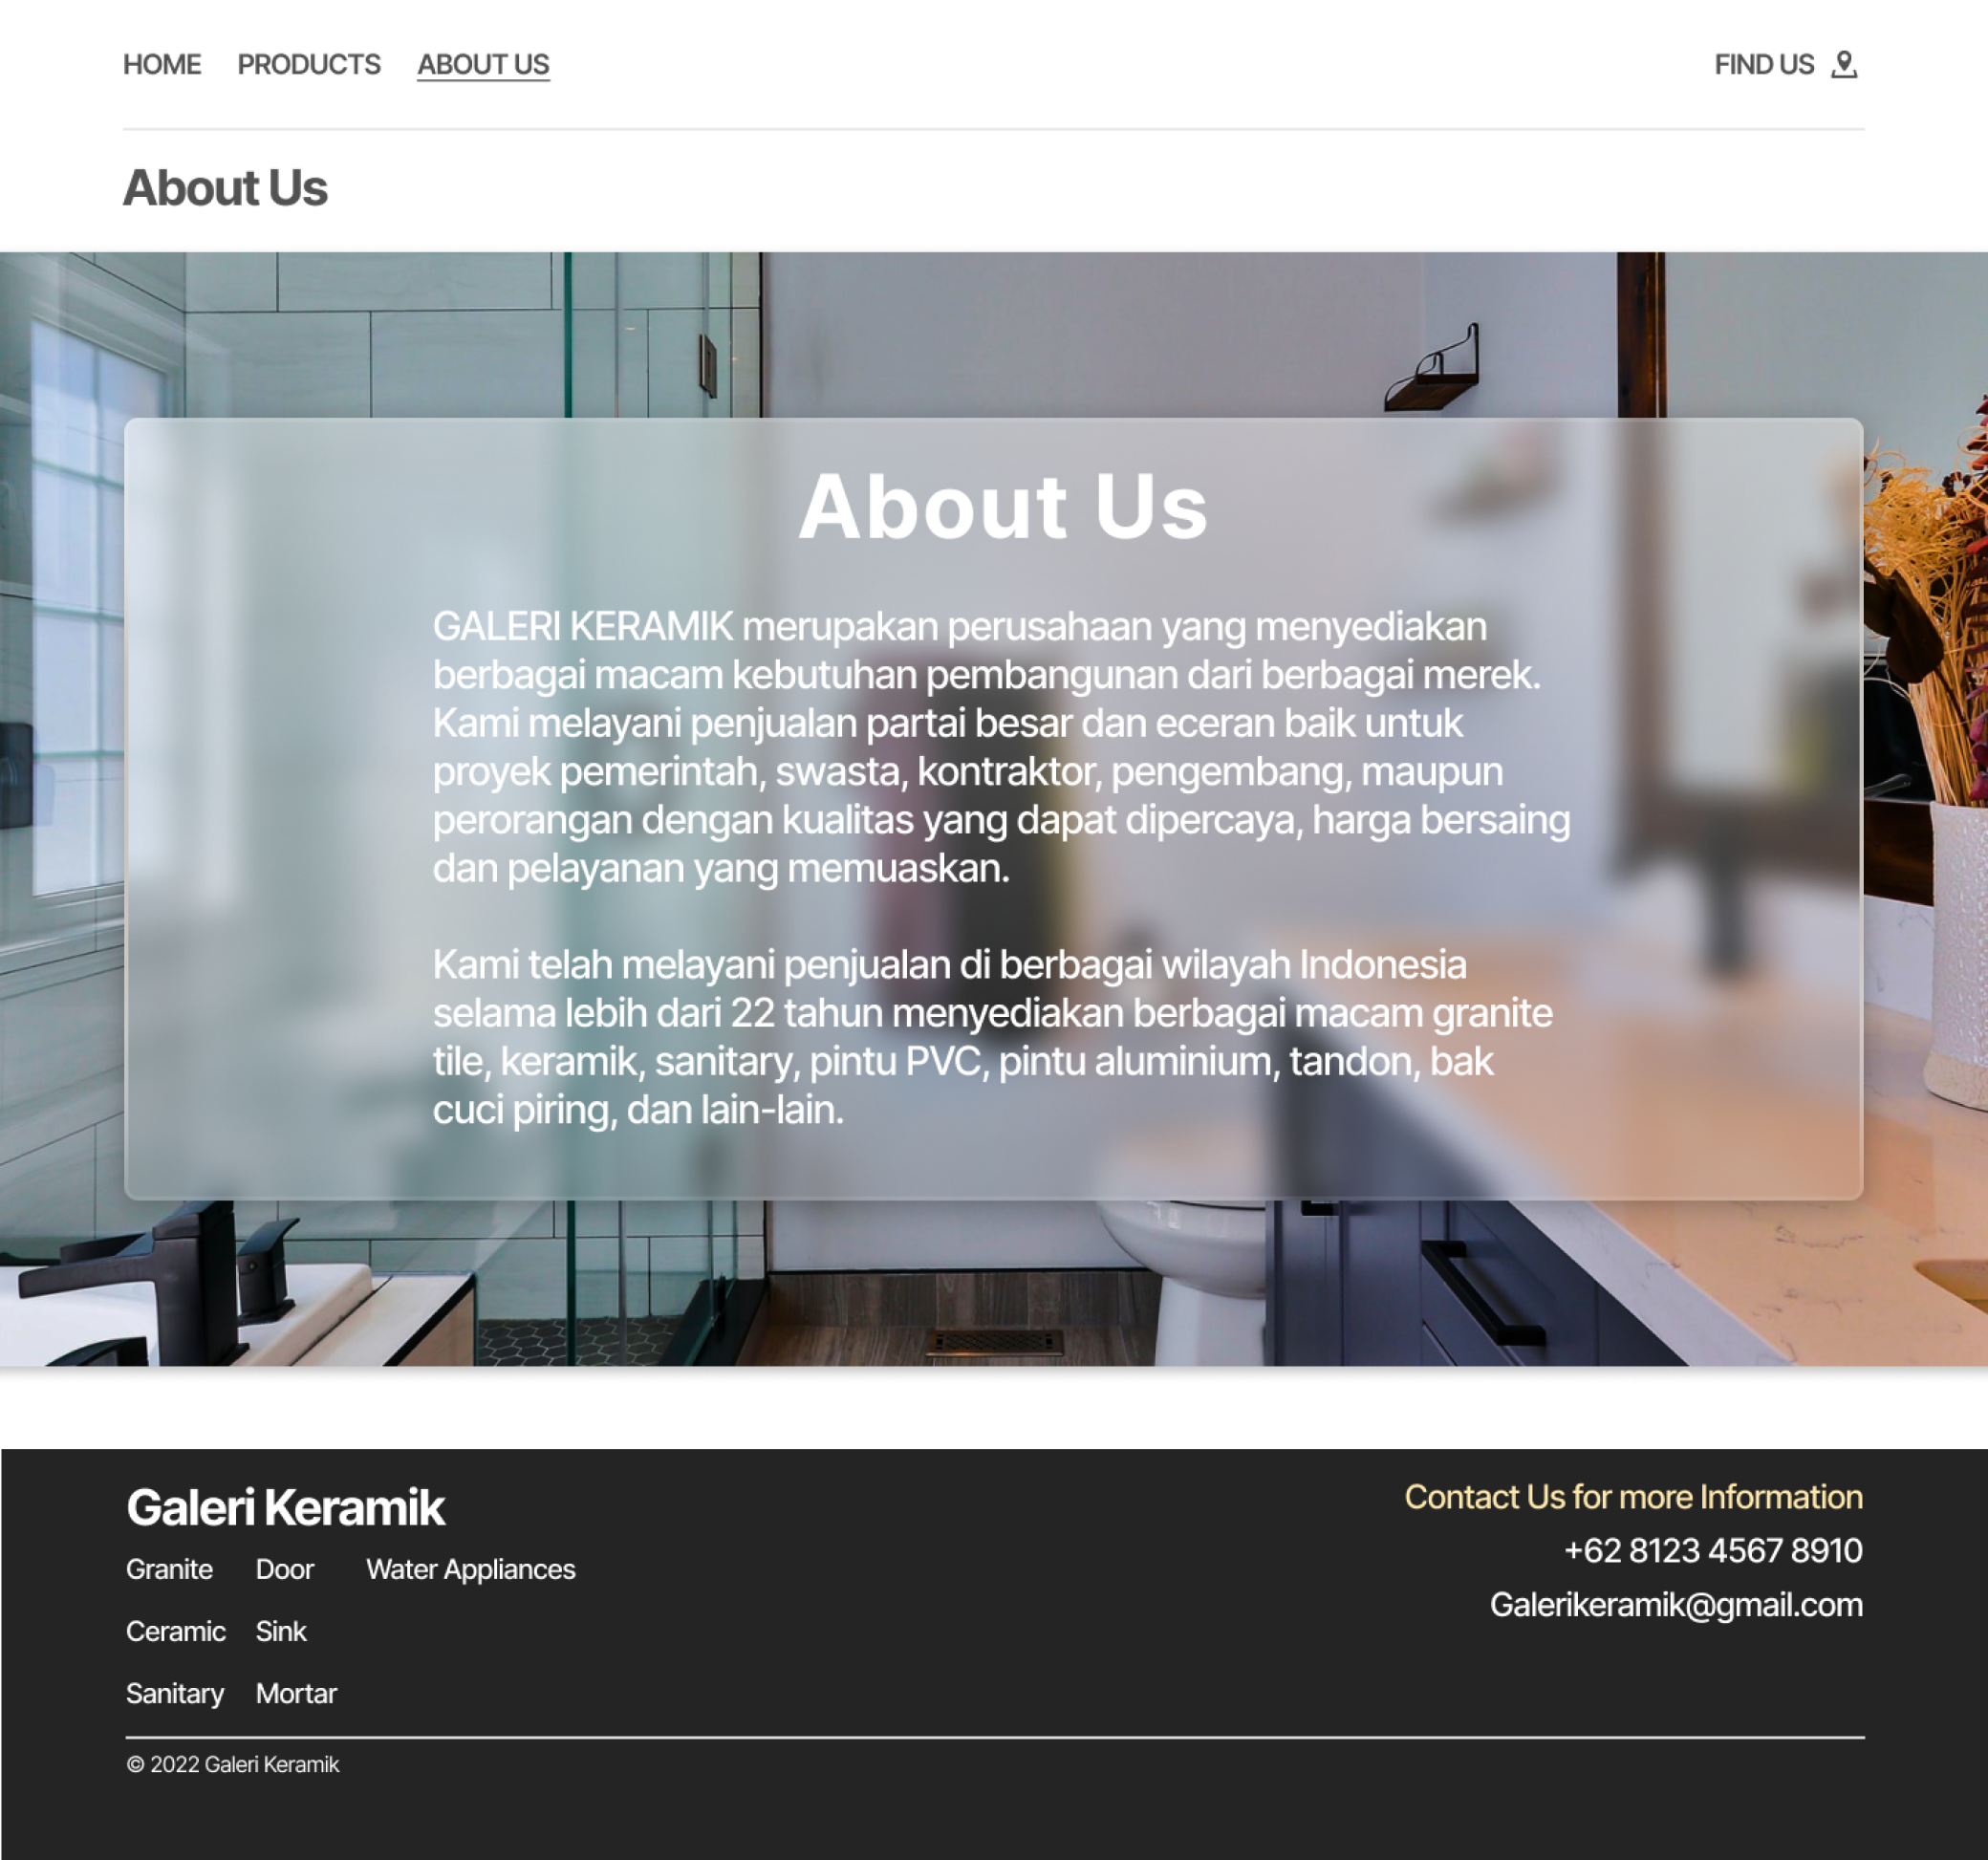 HOME PRODUCTS ABOUT US FIND US
About Us
About Us
GALERI KERAMIK merupakan perusahaan yang menyediakan
berbagai macam kebutuhan pembangunan dari berbagai merek.
Kami melayani penjualan partai besar dan eceran baik untuk
proyek pemerintah, swasta, kontraktor, pengembang, maupun
perorangan dengan kualitas yang dapat dipercaya, harga bersaing
dan pelayanan yang memuaskan.
Kami telah melayani penjualan di berbagai wilayah Indonesia
selama lebih dari 22 tahun menyediakan berbagai macam granite
tile, keramik, sanitary, pintu PVC, pintu aluminium, tandon, bak
cuci piring, dan lain-lain.
Galeri Keramik
Granite Door Water Appliances
Ceramic Sink
Sanitary Mortar
Contact Us for more Information
+62 8123 4567 8910
Galerikeramik@gmail.com
© 2022 Galeri Keramik